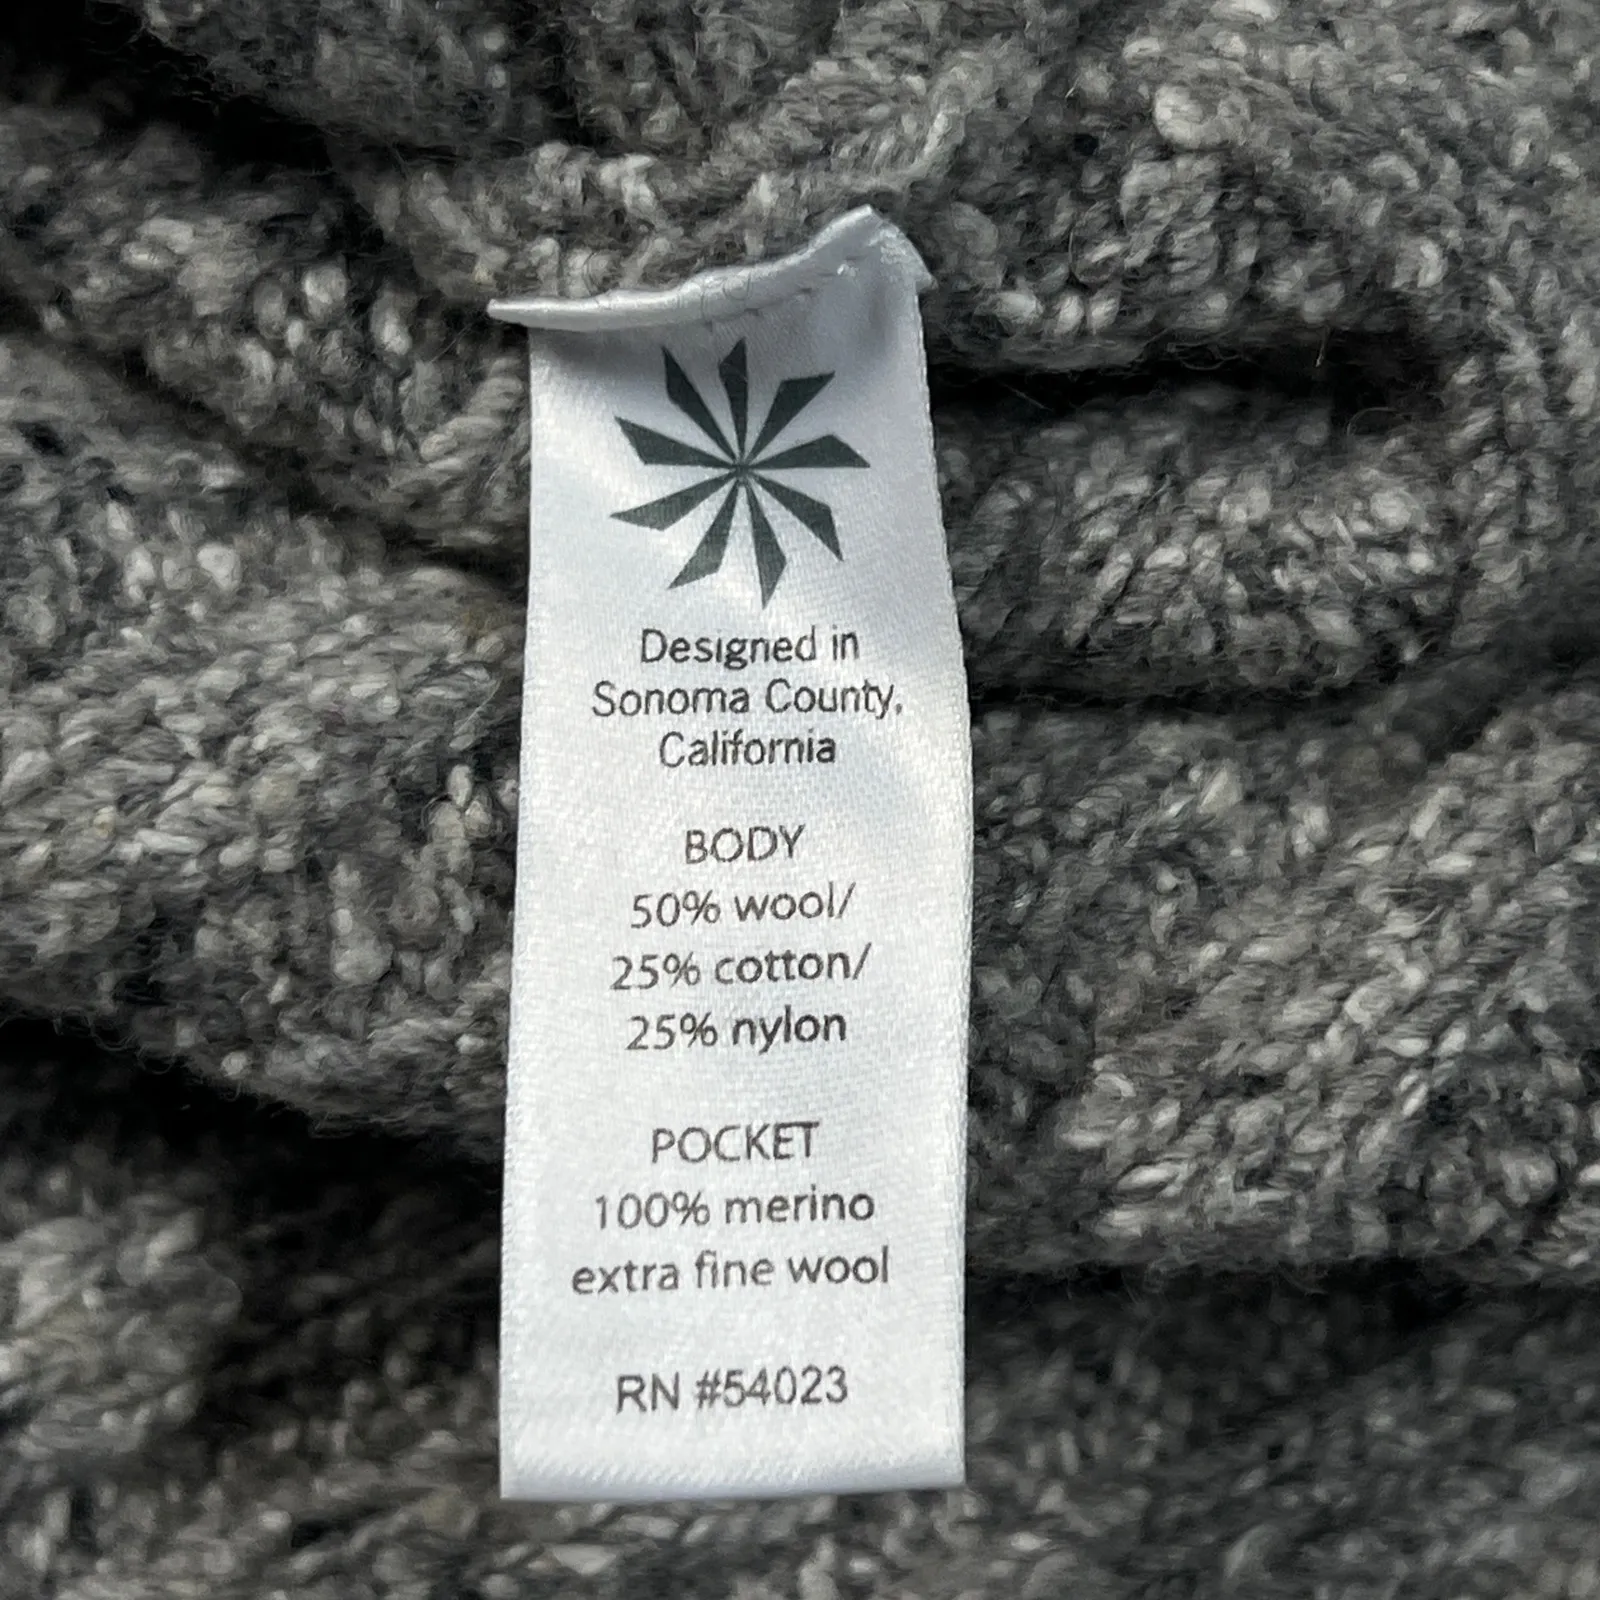 Designed in
Sonoma County,
California
BODY
50% wool/
25% cotton/
25% nylon
POCKET
100% merino
extra fine wool
RN #54023